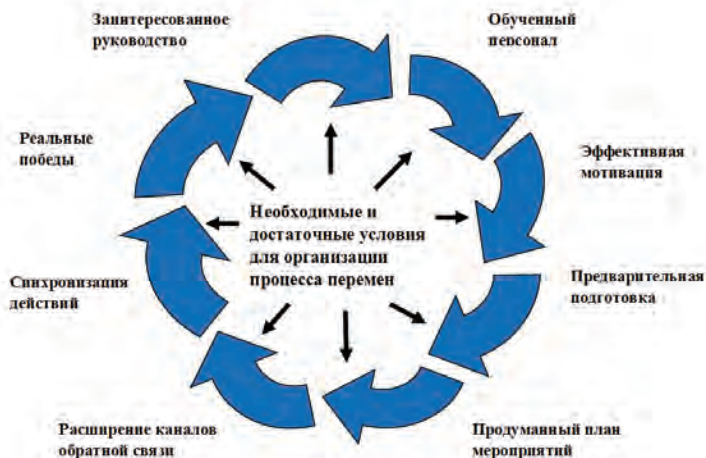 Заинтересованное
руководство
Обученный
персонал
Реальные
победы
Эффективная
мотивация
Необходимые и
достаточные условия
для организации
процесса перемен
Синхронизация
действий
Предварительная
подготовка
Расширение каналов
обратной связи
Продуманный план
мероприятий